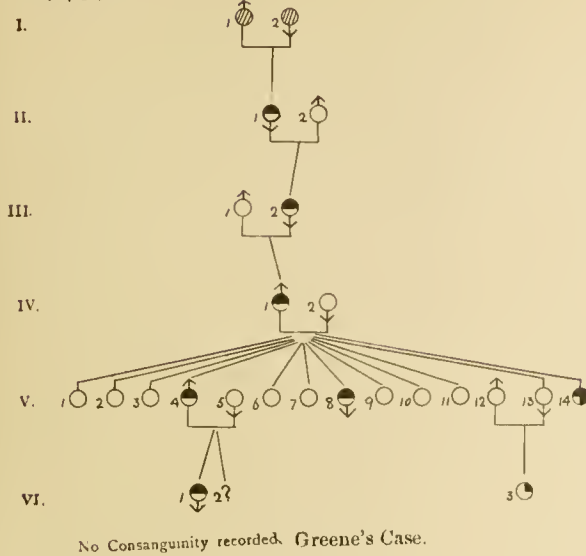 I. 1 2
II. 1 2
III. 1 2
IV. 1 2
V. 1 2 3 4 5 6 7 8 9 10 11 12 13 14
VI. 1 2? 3
No Consanguinity recorded. Greene's Case.